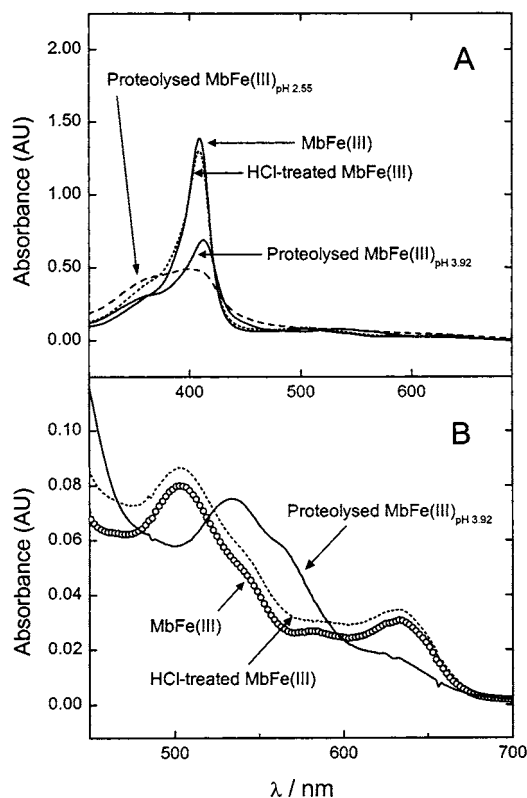 A
2.00
1.50
1.00
0.50
0.00
Absorbance (AU)
Proteolysed MbFe(III)pH 2.55
MbFe(III)
HCl-treated MbFe(III)
Proteolysed MbFe(III)pH 3.92
400
500
600
B
0.10
0.08
0.06
0.04
0.02
0.00
Absorbance (AU)
Proteolysed MbFe(III)pH 3.92
MbFe(III)
HCl-treated MbFe(III)
500
600
700
λ / nm